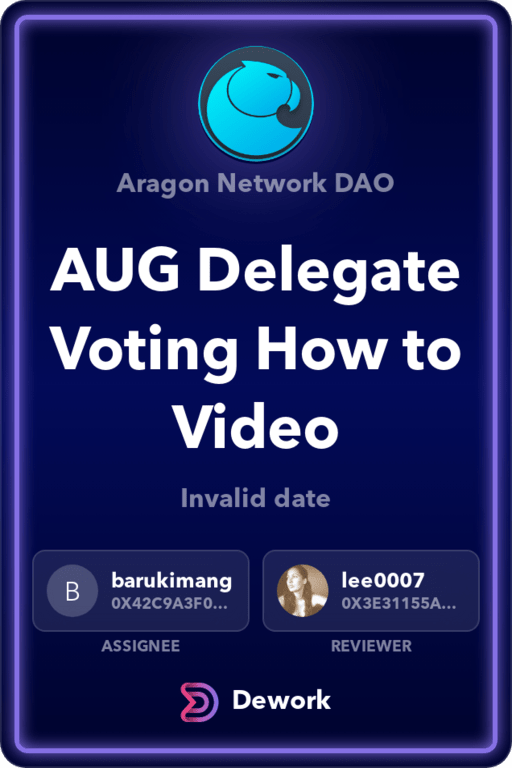 Aragon Network DAO
AUG Delegate
Voting How to
Video
Invalid date
B
barukimang
0X42C9A3F0...
lee0007
0X3E31155A...
ASSIGNEE
REVIEWER
Dework